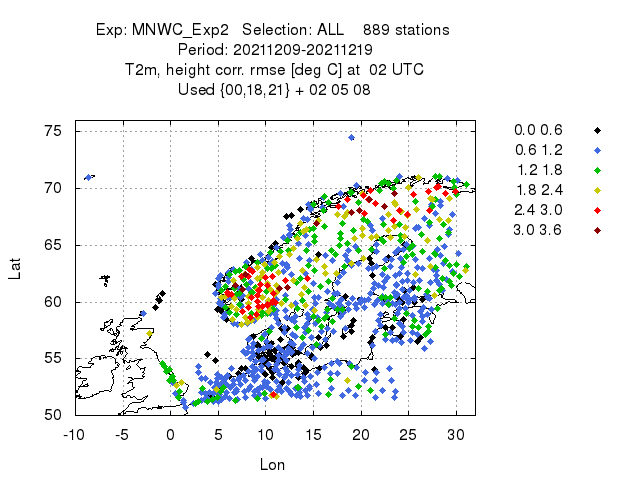 Exp: MNWC_Exp2   Selection: ALL    889 stations
Period: 20211209-20211219
T2m, height corr. rmse [deg C] at  02 UTC
Used {00,18,21} + 02 05 08
0.0 0.6
0.6 1.2
1.2 1.8
1.8 2.4
2.4 3.0
3.0 3.6
75
70
65
60
55
50
Lat
-10 -5 0 5 10 15 20 25 30
Lon